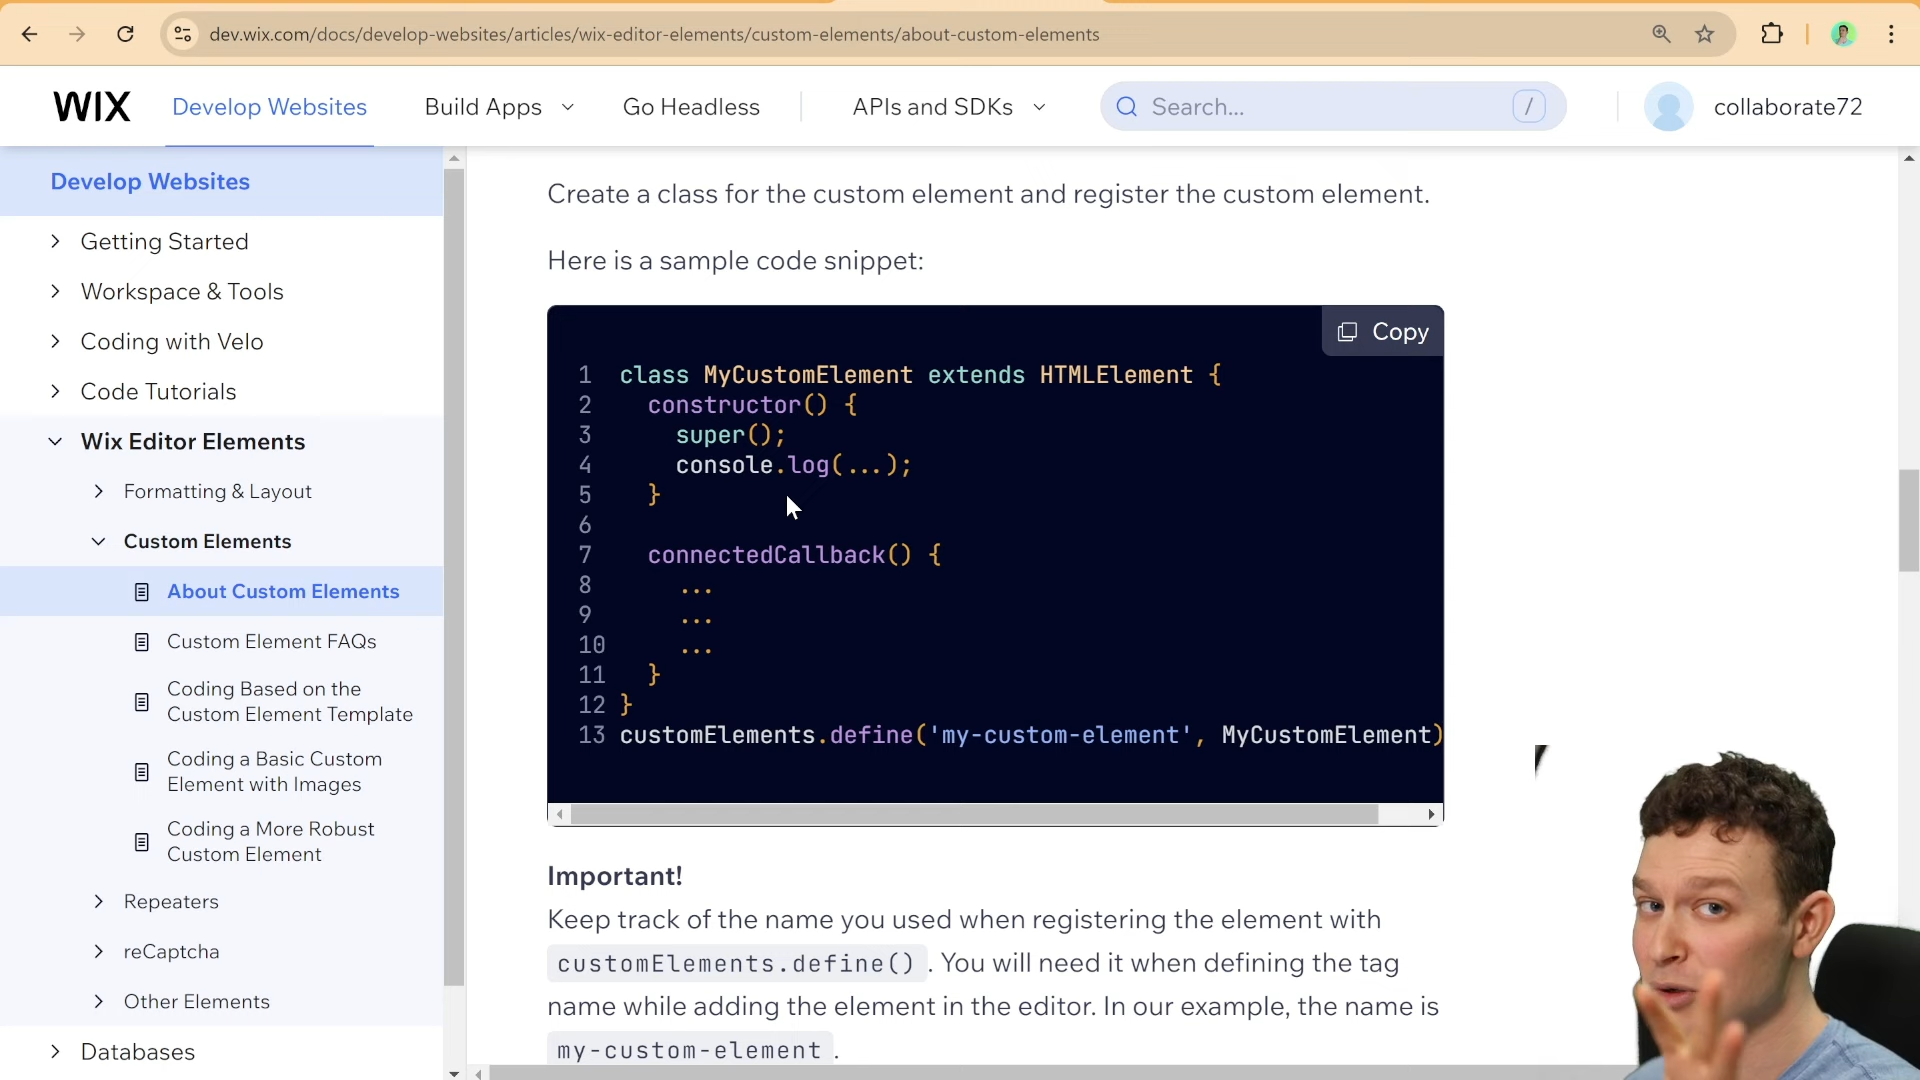 dev.wix.com/docs/develop-websites/articles/wix-editor-elements/custom-elements/about-custom-elements
WIX
Develop Websites
Build Apps
Go Headless
APIs and SDKs
Search...
/
collaborate72
Develop Websites
Getting Started
Workspace & Tools
Coding with Velo
Code Tutorials
Wix Editor Elements
Formatting & Layout
Custom Elements
About Custom Elements
Custom Element FAQs
Coding Based on the
Custom Element Template
Coding a Basic Custom
Element with Images
Coding a More Robust
Custom Element
Repeaters
reCaptcha
Other Elements
Databases
Create a class for the custom element and register the custom element.
Here is a sample code snippet:
Copy
1 class MyCustomElement extends HTMLElement {
2 constructor() {
3 super();
4 console.log(...);
5 }
6
7 connectedCallback() {
8 ...
9 ...
10 ...
11 }
12 }
13 customElements.define('my-custom-element', MyCustomElement)
Important!
Keep track of the name you used when registering the element with
customElements.define() . You will need it when defining the tag
name while adding the element in the editor. In our example, the name is
my-custom-element .